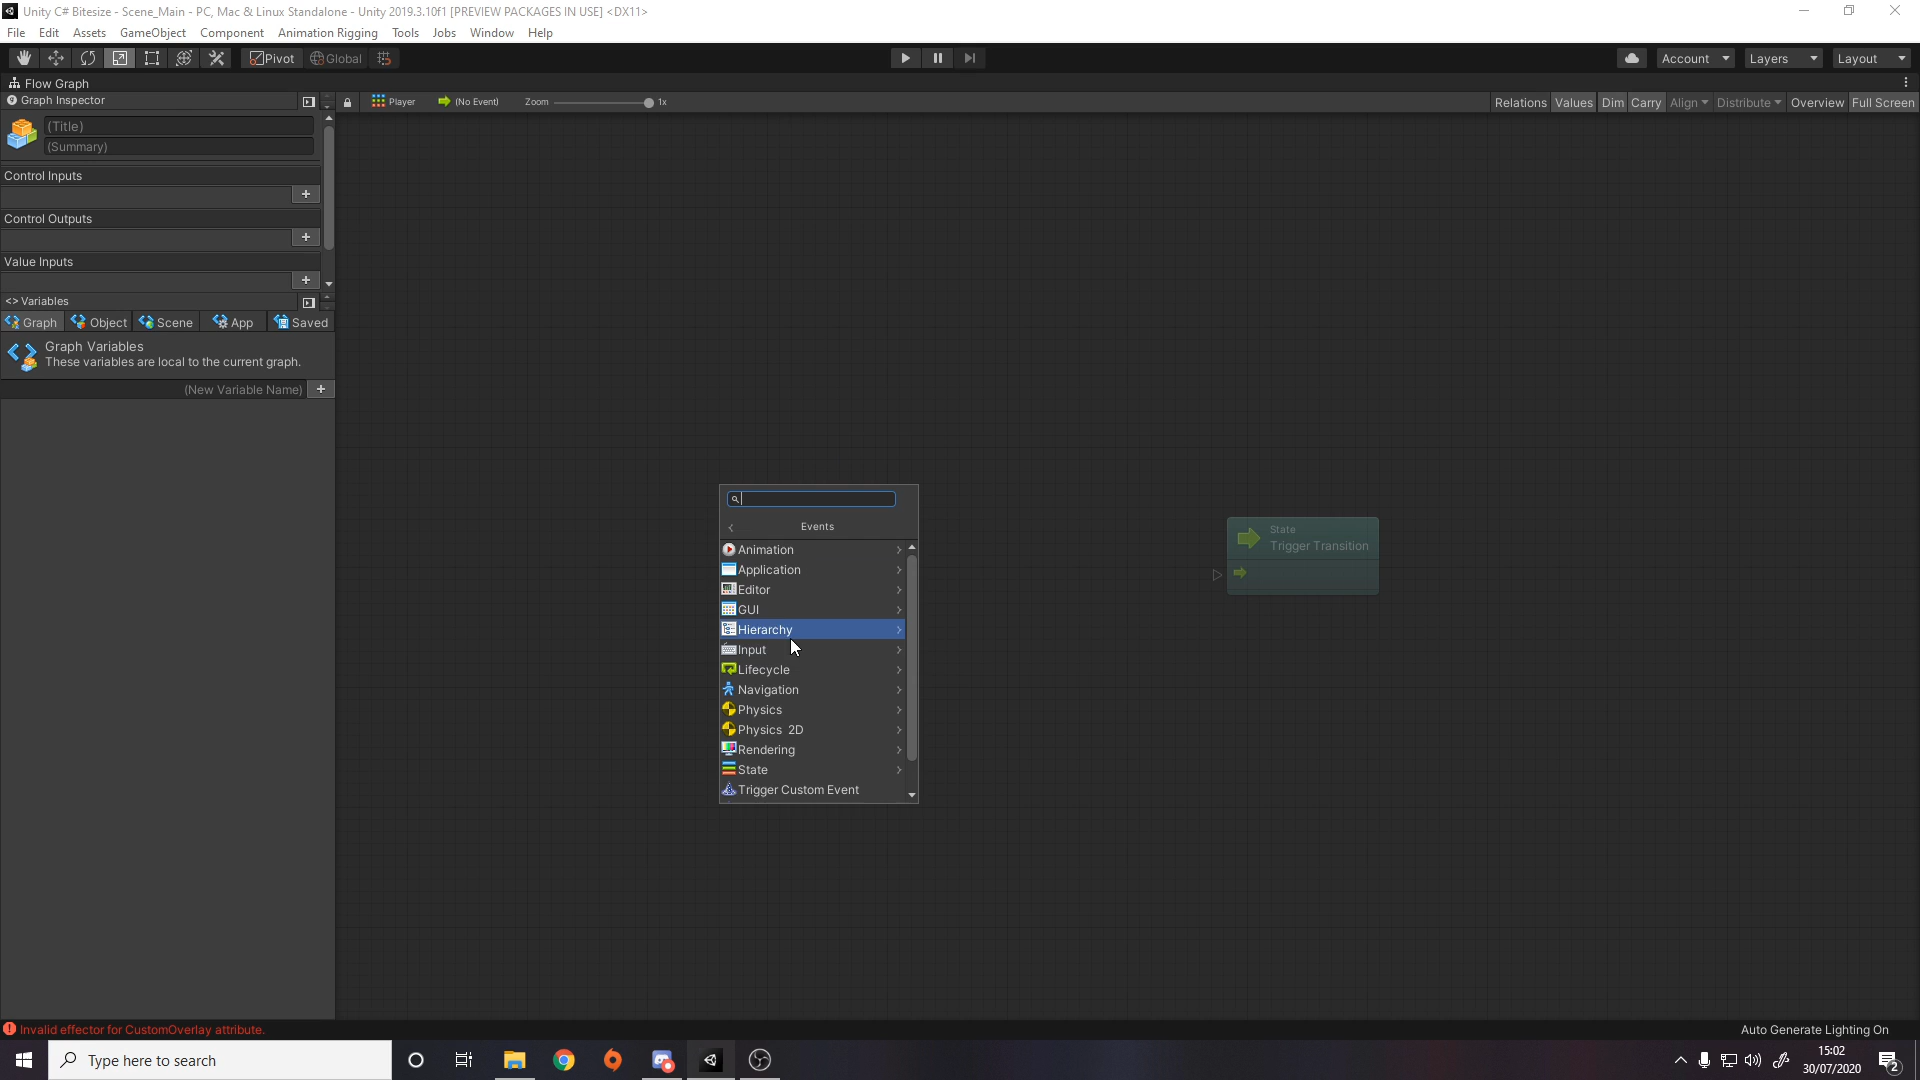 Unity C# Bitesize - Scene_Main - PC, Mac & Linux Standalone - Unity 2019.3.10f1 [PREVIEW PACKAGES IN USE] <DX11>
File Edit Assets GameObject Component Animation Rigging Tools Jobs Window Help
Pivot Global Account Layers Layout
Flow Graph
Graph Inspector
Player (No Event) Zoom 1x Relations Values Dim Carry Align Distribute Overview Full Screen
(Title)
(Summary)
Control Inputs
+
Control Outputs
+
Value Inputs
+
<> Variables
Graph Object Scene App Saved
Graph Variables
These variables are local to the current graph.
(New Variable Name) +
Events
Animation
Application
Editor
GUI
Hierarchy
Input
Lifecycle
Navigation
Physics
Physics 2D
Rendering
State
Trigger Custom Event
State
Trigger Transition
Invalid effector for CustomOverlay attribute.
Auto Generate Lighting On
Type here to search
15:02
30/07/2020
2